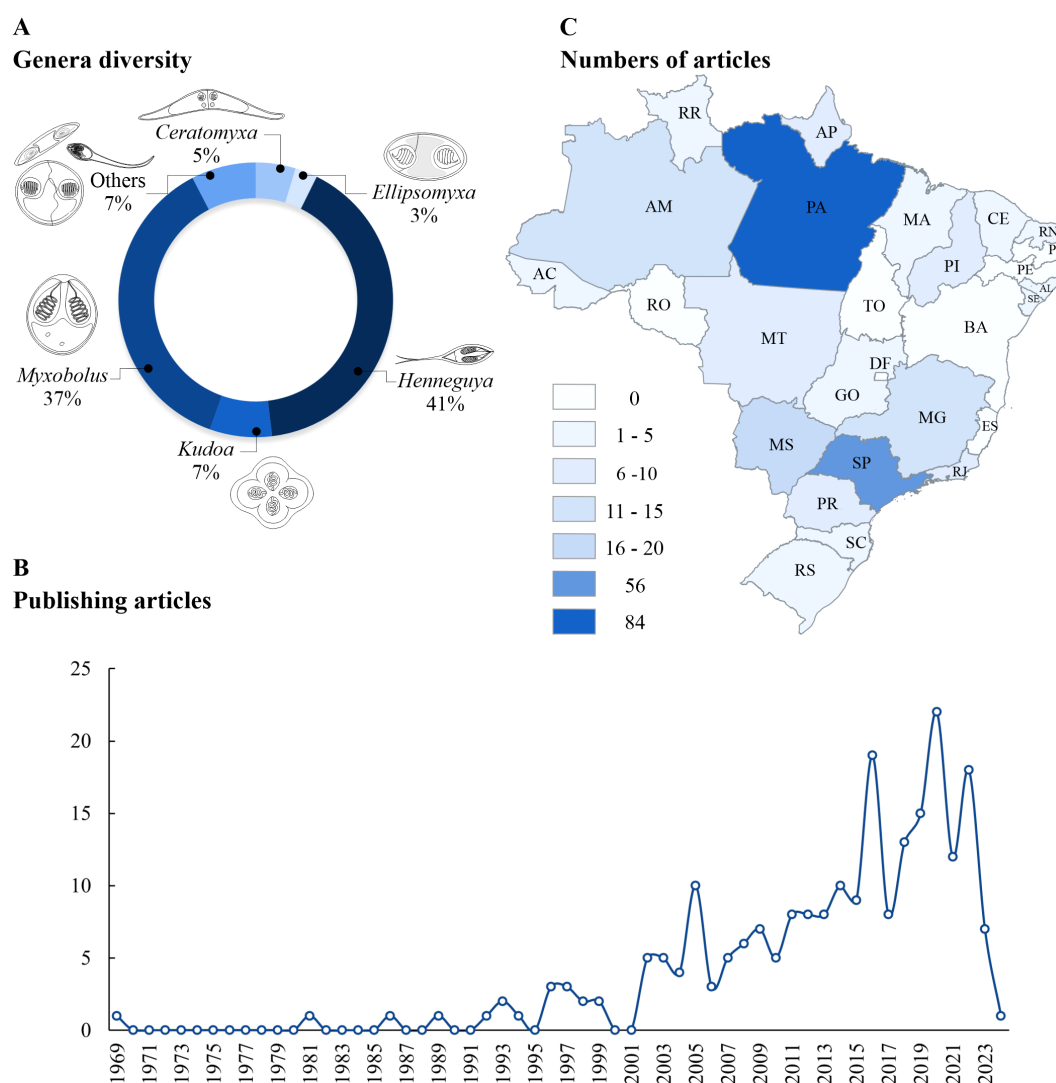 A
Genera diversity
Ceratomyxa
5%
Others
7%
Ellipsomyxa
3%
Myxobolus
37%
Henneguya
41%
Kudoa
7%
C
Numbers of articles
RR
AP
AM
PA
MA
CE
RN
P
PI
PE
AL
SE
AC
RO
TO
BA
MT
DF
GO
MG
ES
MS
SP
RJ
PR
SC
RS
0
1 - 5
6 -10
11 - 15
16 - 20
56
84
B
Publishing articles
25
20
15
10
5
0
1969
1971
1973
1975
1977
1979
1981
1983
1985
1987
1989
1991
1993
1995
1997
1999
2001
2003
2005
2007
2009
2011
2013
2015
2017
2019
2021
2023